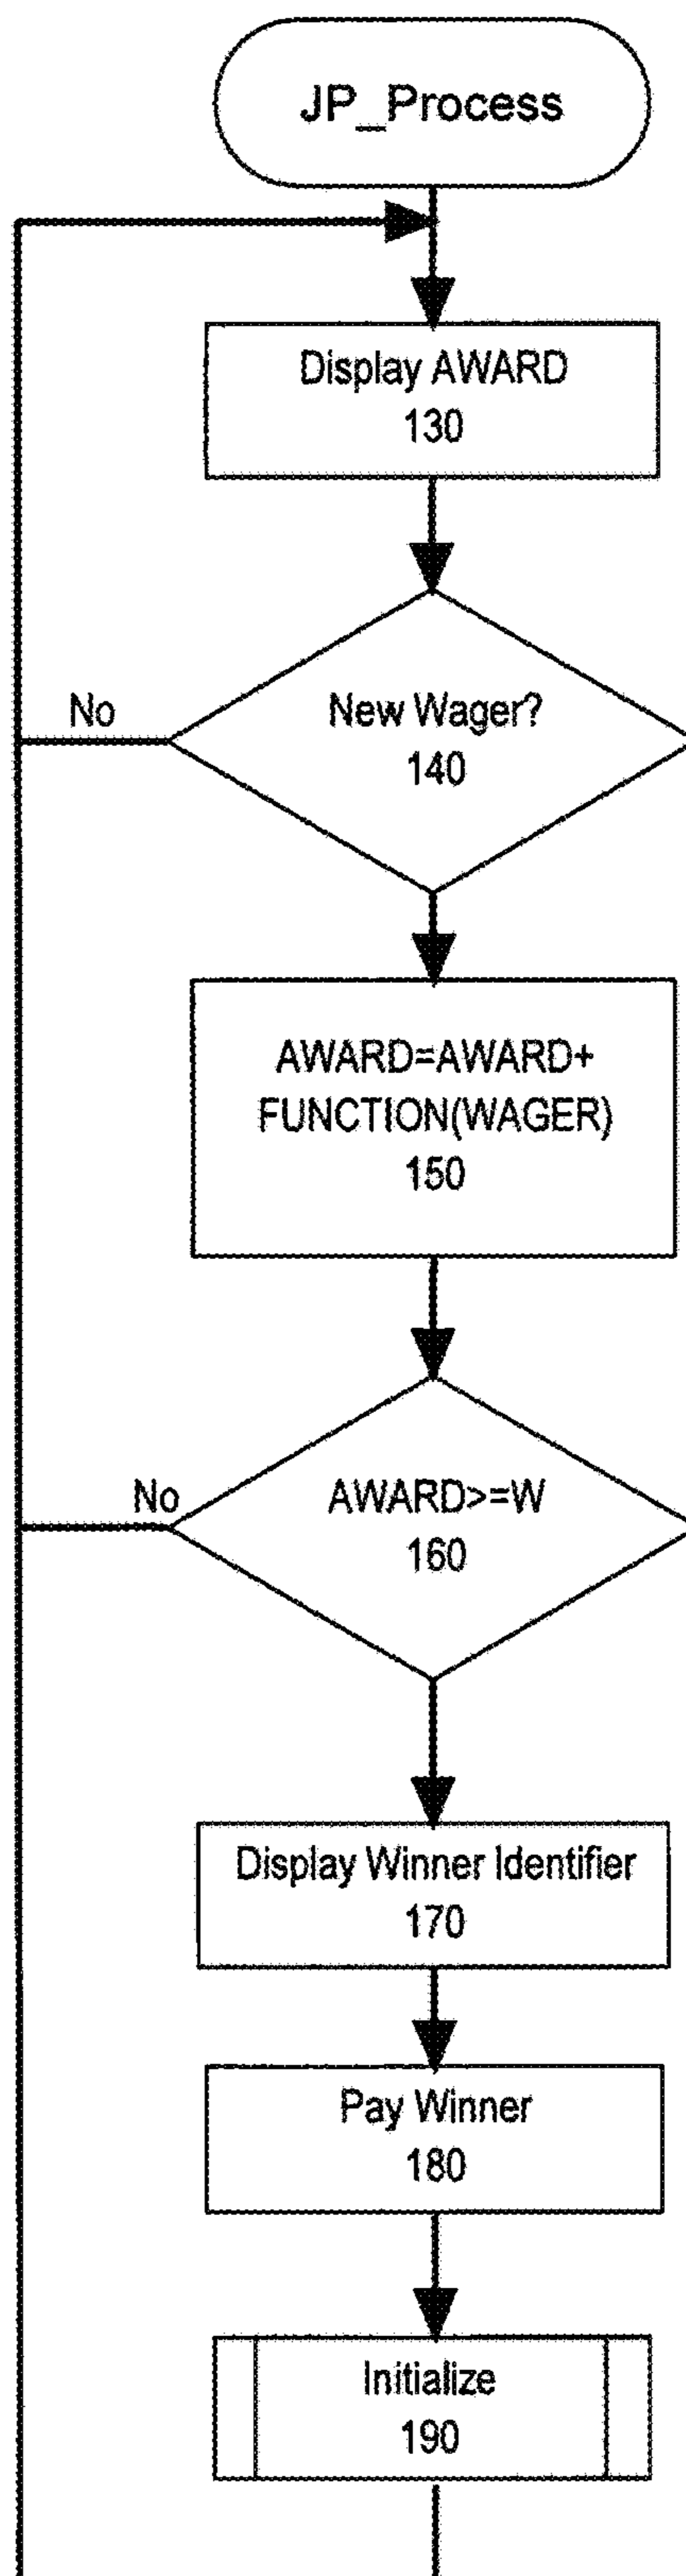 JP_Process
Display AWARD
130
No
New Wager?
140
AWARD=AWARD+
FUNCTION(WAGER)
150
No
AWARD>=W
160
Display Winner Identifier
170
Pay Winner
180
Initialize
190